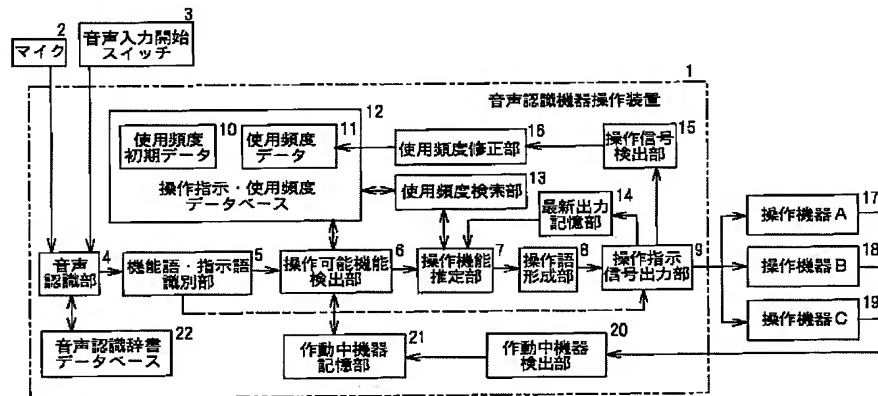 2
マイク
3
音声入力開始
スイッチ
1
音声認識機器操作装置
12
使用頻度
初期データ
10
使用頻度
データ
11
操作指示・使用頻度
データベース
使用頻度修正部
16
操作信号
検出部
15
使用頻度検索部
13
最新出力
記憶部
14
音声
認識部
4
機能語・指示語
識別部
5
操作可能機能
検出部
6
操作機能
推定部
7
操作語
形成部
8
操作指示
信号出力部
9
操作機器A
17
操作機器B
18
操作機器C
19
音声認識辞書
データベース
22
作動中機器
記憶部
21
作動中機器
検出部
20